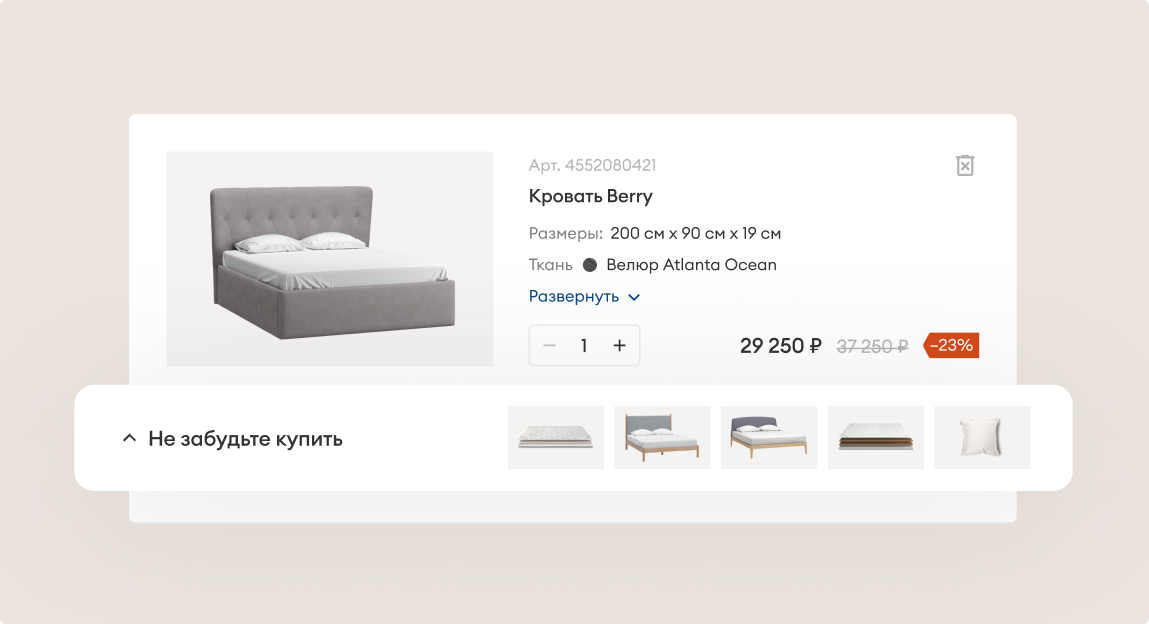 Арт. 4552080421
Кровать Berry
Размеры: 200 см x 90 см x 19 см
Ткань Велюр Atlanta Ocean
Развернуть
− 1 +
29 250 ₽ 37 250 ₽ −23%
Не забудьте купить